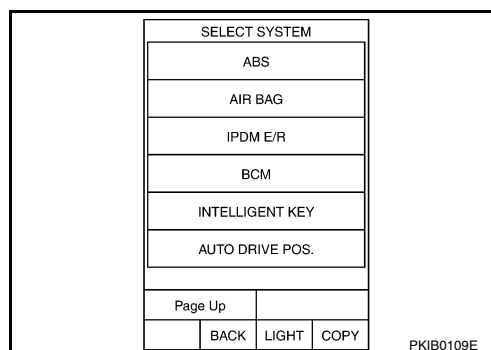 SELECT SYSTEM
ABS
AIR BAG
IPDM E/R
BCM
INTELLIGENT KEY
AUTO DRIVE POS.
Page Up
BACK LIGHT COPY
PKIB0109E